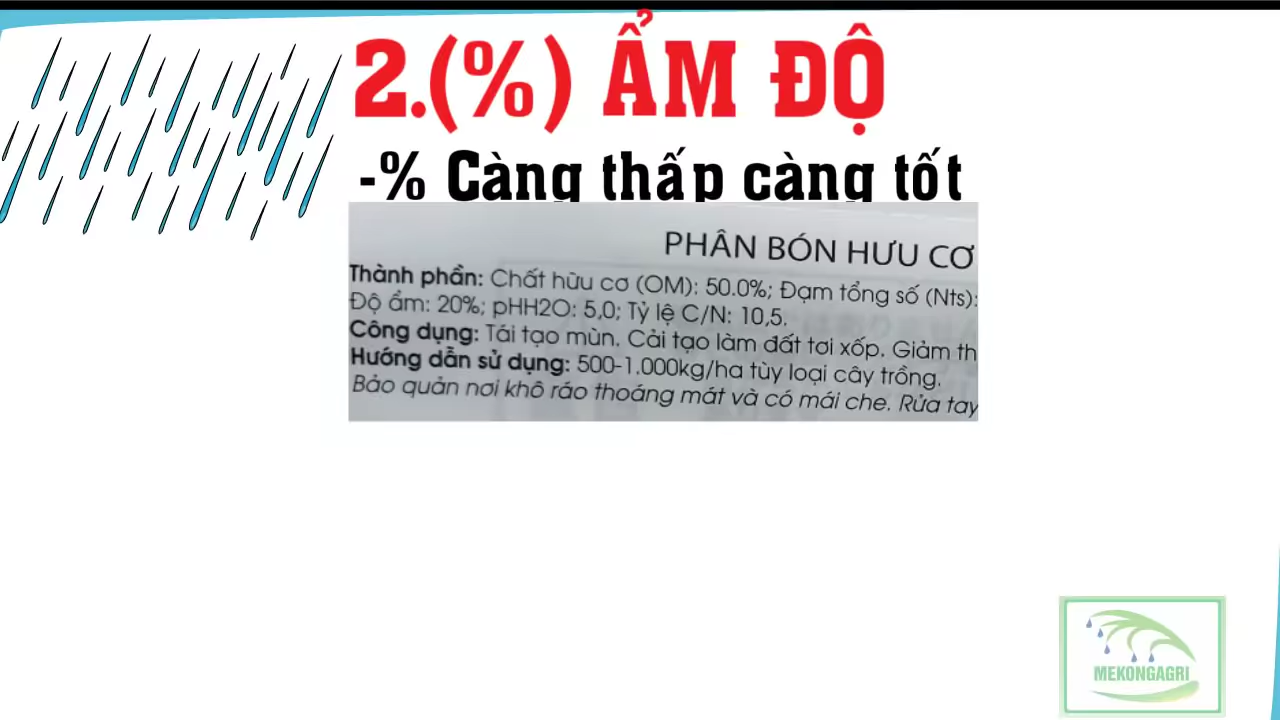 2.(%) ẨM ĐỘ
-% Càng thấp càng tốt
PHÂN BÓN HƯU CƠ
Thành phần: Chất hữu cơ (OM): 50.0%; Đạm tổng số (Nts):
Độ ẩm: 20%; pHH2O: 5,0; Tỷ lệ C/N: 10,5.
Công dụng: Tái tạo mùn. Cải tạo làm đất tơi xốp. Giảm th
Hướng dẫn sử dụng: 500-1.000kg/ha tùy loại cây trồng.
Bảo quản nơi khô ráo thoáng mát và có mái che. Rửa tay
MEKONGAGRI